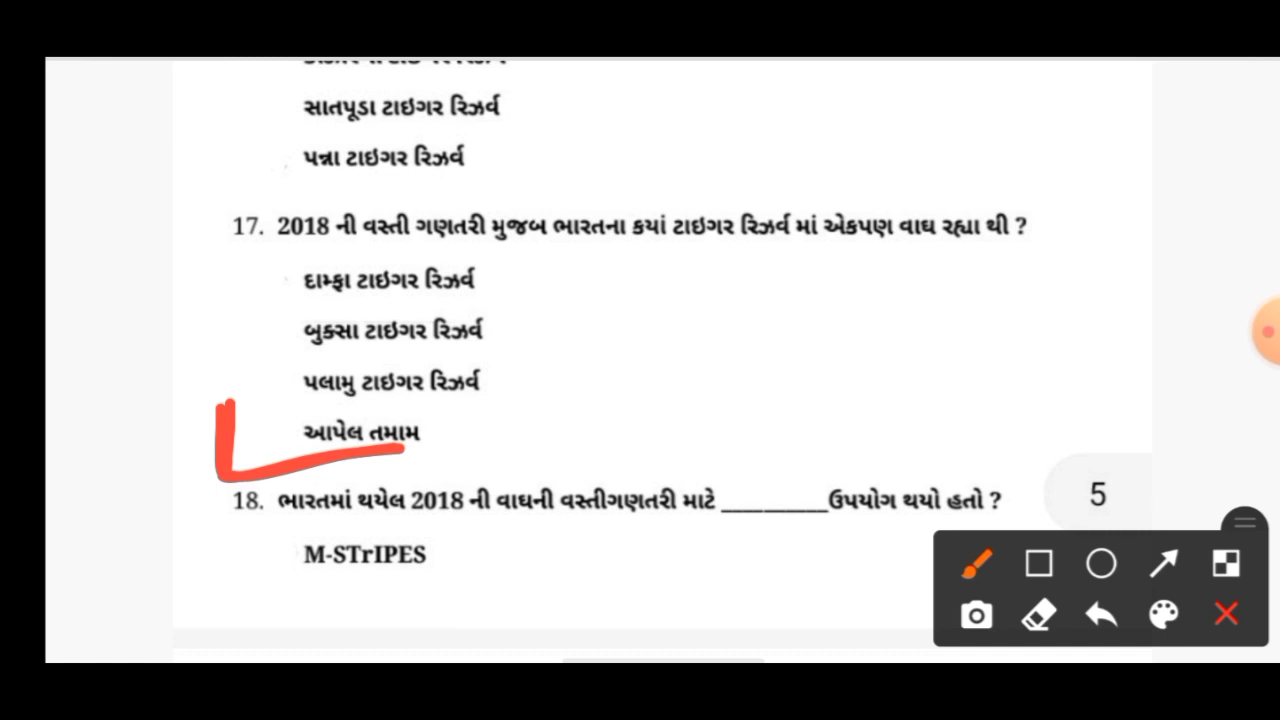 સાતપૂડા ટાઇગર રિઝર્વ
પન્ના ટાઇગર રિઝર્વ
17. 2018 ની વસ્તી ગણતરી મુજબ ભારતના કયાં ટાઇગર રિઝર્વ માં એકપણ વાઘ રહ્યા થી ?
દામ્ફા ટાઇગર રિઝર્વ
બુક્સા ટાઇગર રિઝર્વ
પલામુ ટાઇગર રિઝર્વ
આપેલ તમામ
18. ભારતમાં થયેલ 2018 ની વાઘની વસ્તીગણતરી માટે __________ઉપયોગ થયો હતો ?
5
M-STrIPES